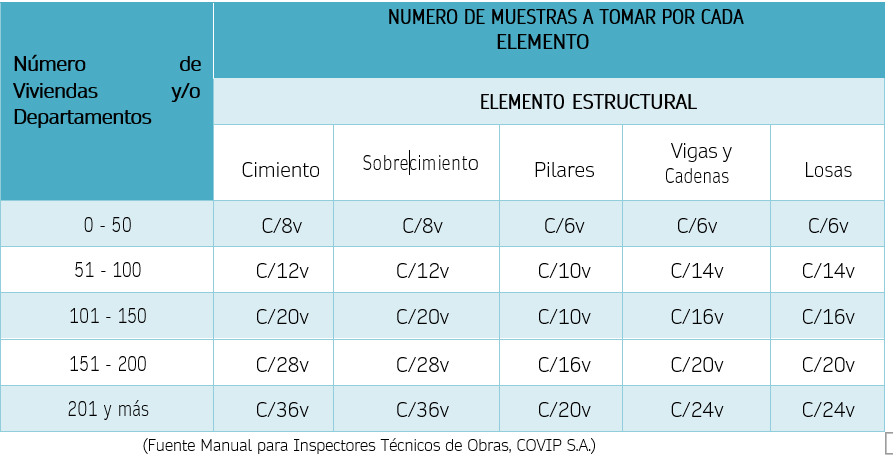 NUMERO DE MUESTRAS A TOMAR POR CADA
ELEMENTO
Número de
Viviendas y/o
Departamentos
ELEMENTO ESTRUCTURAL
Cimiento Sobrecimiento Pilares Vigas y Losas
Cadenas
0 - 50 C/8v C/8v C/6v C/6v C/6v
51 - 100 C/12v C/12v C/10v C/14v C/14v
101 - 150 C/20v C/20v C/10v C/16v C/16v
151 - 200 C/28v C/28v C/16v C/20v C/20v
201 y más C/36v C/36v C/20v C/24v C/24v
(Fuente Manual para Inspectores Técnicos de Obras, COVIP S.A.)